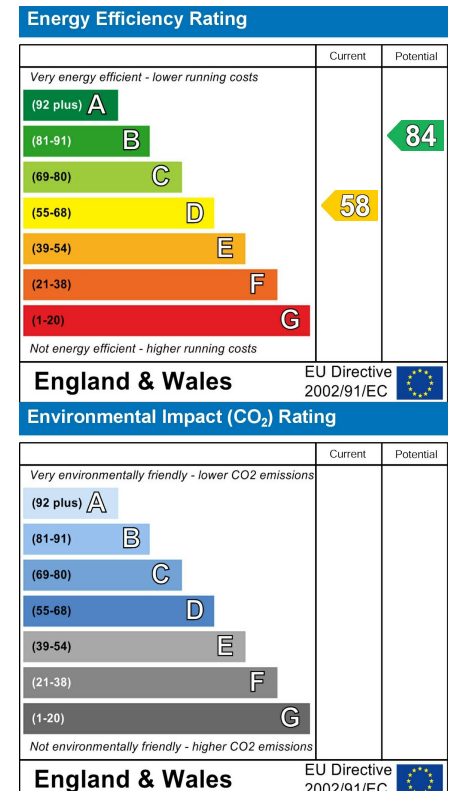 Energy Efficiency Rating
Current Potential
Very energy efficient - lower running costs
(92 plus) A
(81-91) B
84
(69-80) C
(55-68) D
58
(39-54) E
(21-38) F
(1-20) G
Not energy efficient - higher running costs
England & Wales
EU Directive
2002/91/EC
Environmental Impact (CO₂) Rating
Current Potential
Very environmentally friendly - lower CO2 emissions
(92 plus) A
(81-91) B
(69-80) C
(55-68) D
(39-54) E
(21-38) F
(1-20) G
Not environmentally friendly - higher CO2 emissions
England & Wales
EU Directive
2002/91/EC